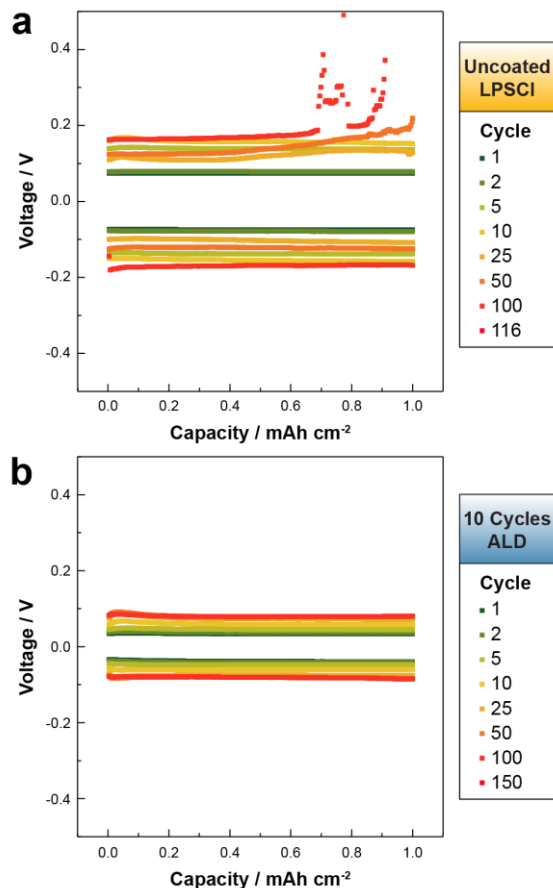 a
Voltage / V
0.4
0.2
0.0
-0.2
-0.4
0.0 0.2 0.4 0.6 0.8 1.0
Capacity / mAh cm⁻²
Uncoated
LPSCl
Cycle
1
2
5
10
25
50
100
116
b
Voltage / V
0.4
0.2
0.0
-0.2
-0.4
0.0 0.2 0.4 0.6 0.8 1.0
Capacity / mAh cm⁻²
10 Cycles
ALD
Cycle
1
2
5
10
25
50
100
150